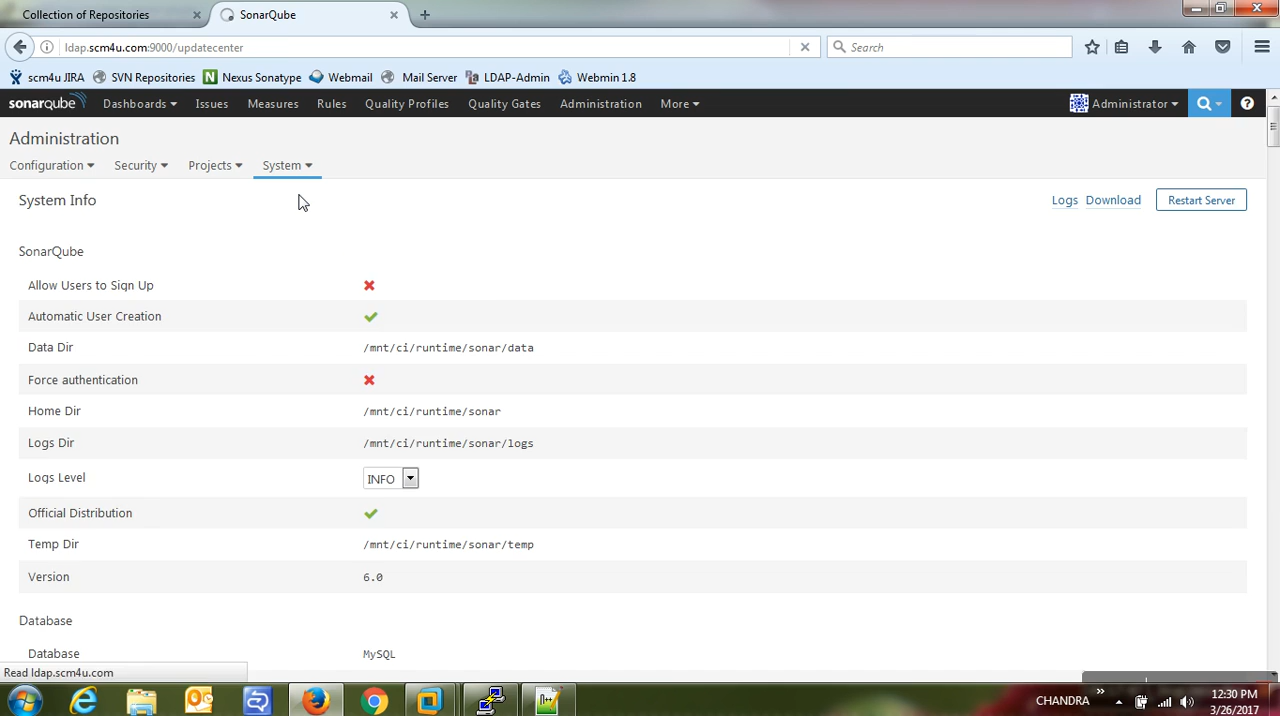 Collection of Repositories
SonarQube
ldap.scm4u.com:9000/updatecenter
Search
scm4u JIRA SVN Repositories Nexus Sonatype Webmail Mail Server LDAP-Admin Webmin 1.8
sonarqube Dashboards Issues Measures Rules Quality Profiles Quality Gates Administration More Administrator
Administration
Configuration Security Projects System
System Info Logs Download Restart Server
SonarQube
Allow Users to Sign Up
Automatic User Creation
Data Dir /mnt/ci/runtime/sonar/data
Force authentication
Home Dir /mnt/ci/runtime/sonar
Logs Dir /mnt/ci/runtime/sonar/logs
Logs Level INFO
Official Distribution
Temp Dir /mnt/ci/runtime/sonar/temp
Version 6.0
Database
Database MySQL
Read ldap.scm4u.com
CHANDRA
12:30 PM
3/26/2017